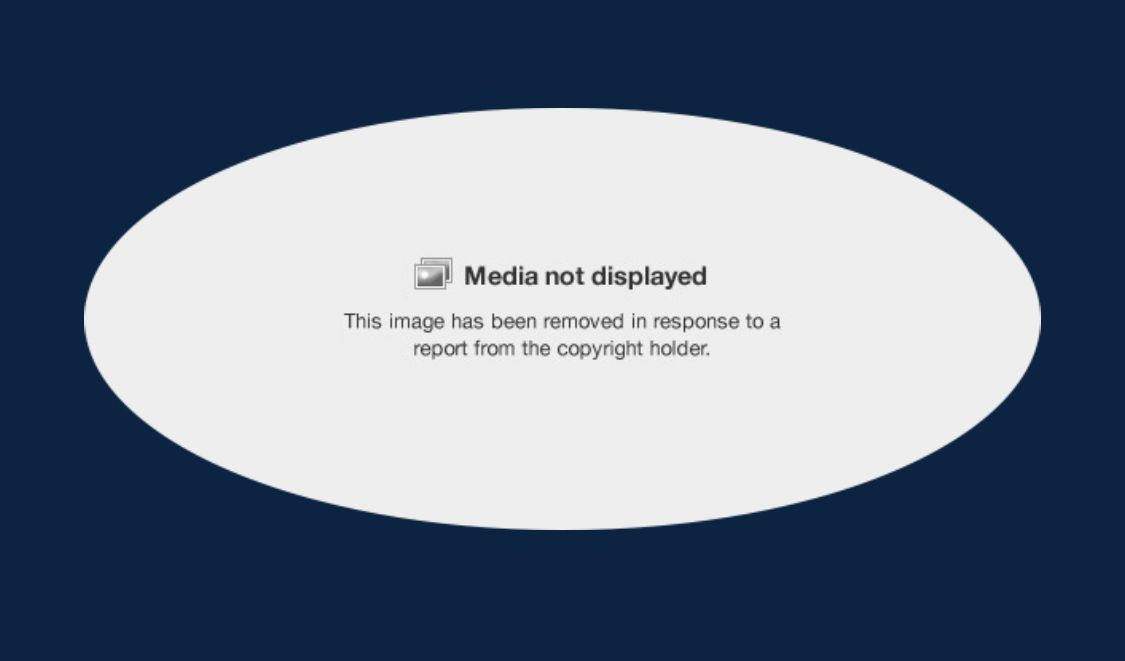 Media not displayed
This image has been removed in response to a
report from the copyright holder.